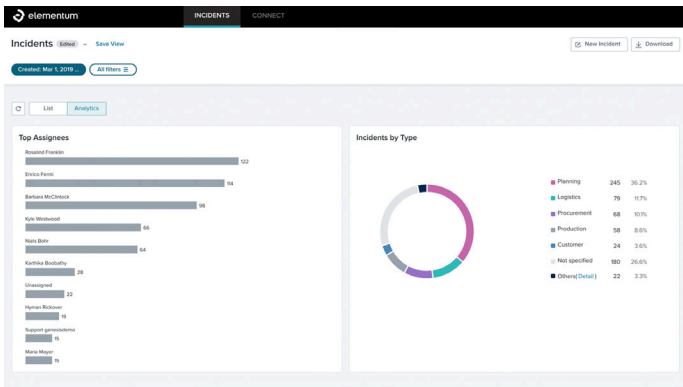 elementum
INCIDENTS CONNECT
Incidents Edited Save View
New Incident Download
Created: Mar 1, 2019 ... All filters
List Analytics
Top Assignees
Rosalind Franklin
122
Enrico Fermi
114
Barbara McClintock
98
Kyle Westwood
66
Niels Bohr
64
Karthika Boobathy
28
Unassigned
22
Hyman Rickover
19
Support genesisdemo
15
Maria Mayer
15
Incidents by Type
Planning 245 36.2%
Logistics 79 11.7%
Procurement 68 10.1%
Production 58 8.6%
Customer 24 3.6%
Not specified 180 26.6%
Others(Detail) 22 3.3%